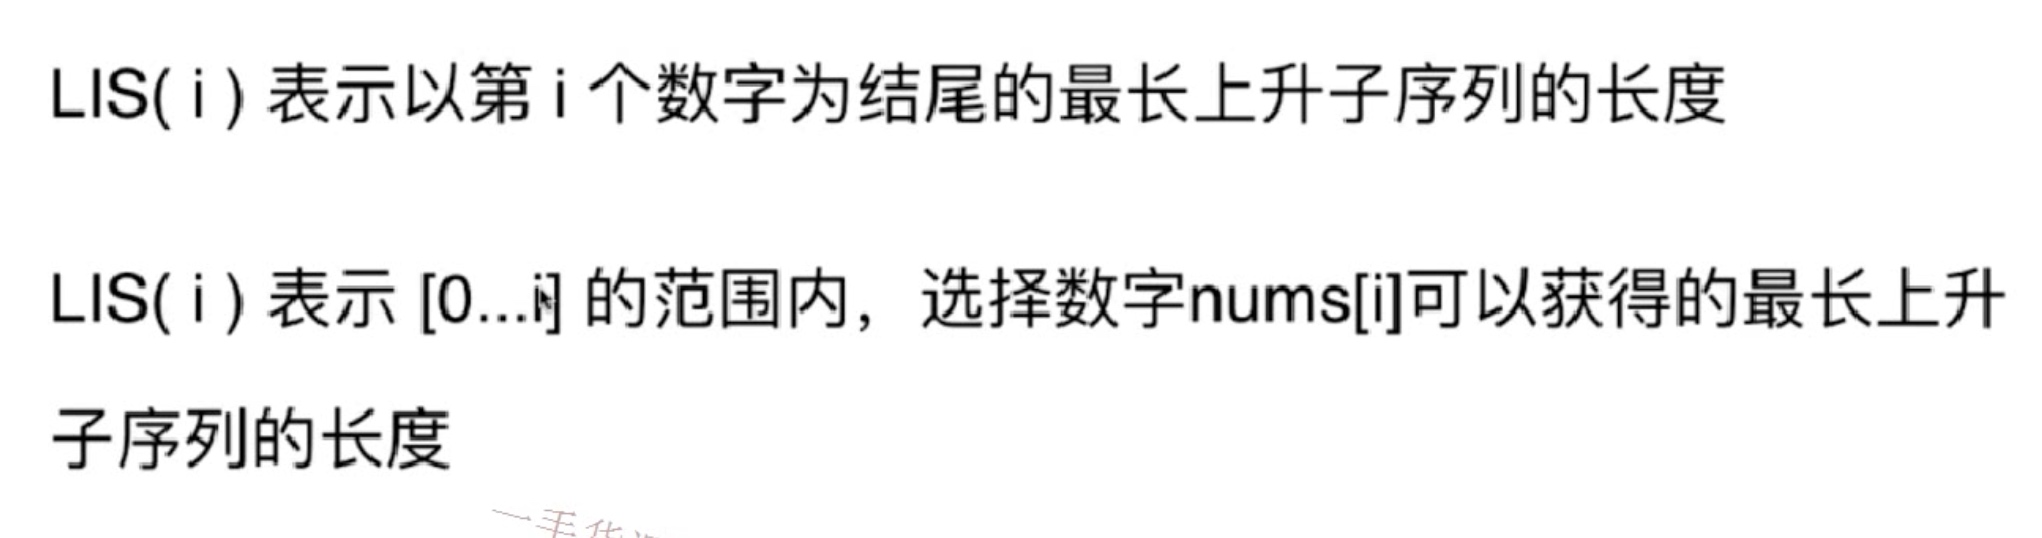 LIS( i ) 表示以第 i 个数字为结尾的最长上升子序列的长度
LIS( i ) 表示 [0...i] 的范围内，选择数字nums[i]可以获得的最长上升
子序列的长度